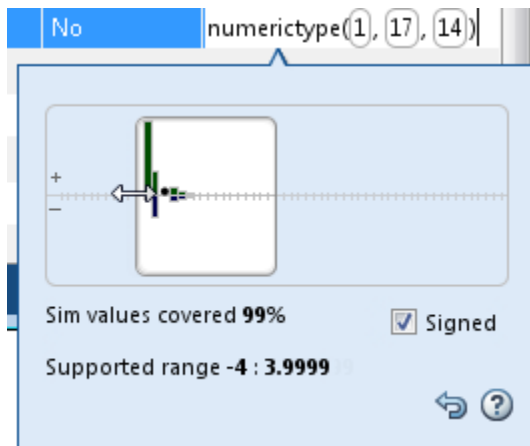 No numerictype(1, 17, 14)
+
−
Sim values covered 99%
Signed
Supported range -4 : 3.9999
?